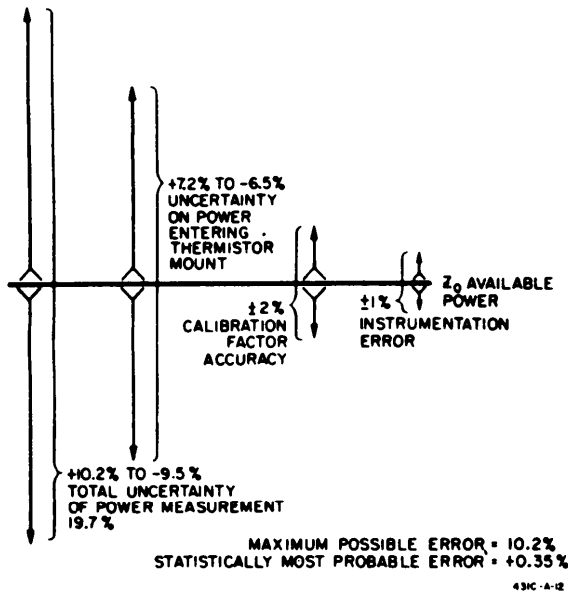 +7.2% TO -6.5%
UNCERTAINTY
ON POWER
ENTERING
THERMISTOR
MOUNT
Z0 AVAILABLE
POWER
±2%
CALIBRATION
FACTOR
ACCURACY
±1%
INSTRUMENTATION
ERROR
+10.2% TO -9.5%
TOTAL UNCERTAINTY
OF POWER MEASUREMENT
19.7%
MAXIMUM POSSIBLE ERROR = 10.2%
STATISTICALLY MOST PROBABLE ERROR = +0.35%
431C-A-12